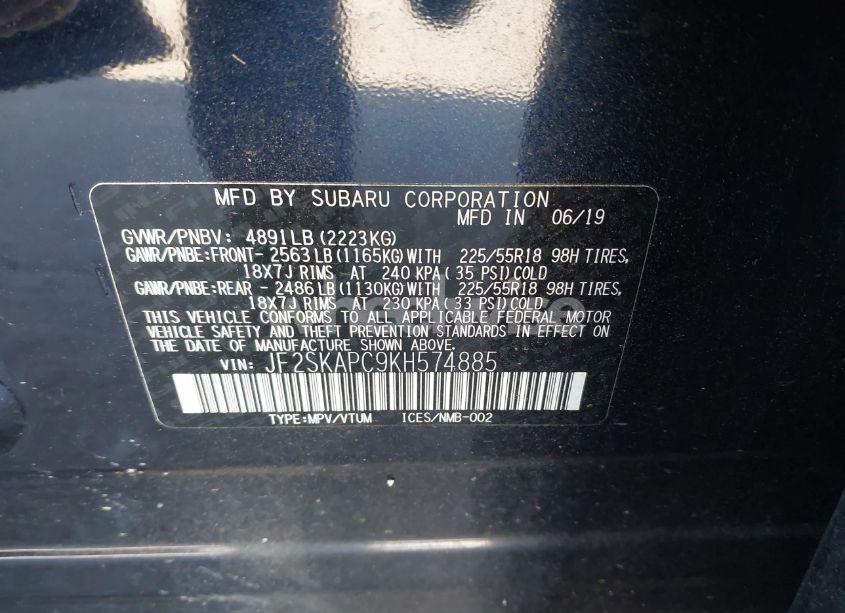 MFD BY SUBARU CORPORATION
MFD IN 06/19
GVWR/PNBV: 4891LB(2223KG)
GAWR/PNBE:FRONT- 2563LB(1165KG)WITH 225/55R18 98H TIRES,
18X7J RIMS AT 240 KPA( 35 PSI)COLD
GAWR/PNBE:REAR - 2486LB(1130KG)WITH 225/55R18 98H TIRES,
18X7J RIMS AT 230 KPA( 33 PSI)COLD
THIS VEHICLE CONFORMS TO ALL APPLICABLE FEDERAL MOTOR
VEHICLE SAFETY AND THEFT PREVENTION STANDARDS IN EFFECT ON
THE DATE OF MANUFACTURE SHOWN ABOVE.
VIN: JF2SKAPC9KH574885
TYPE:MPV/VTUM ICES/NMB-002